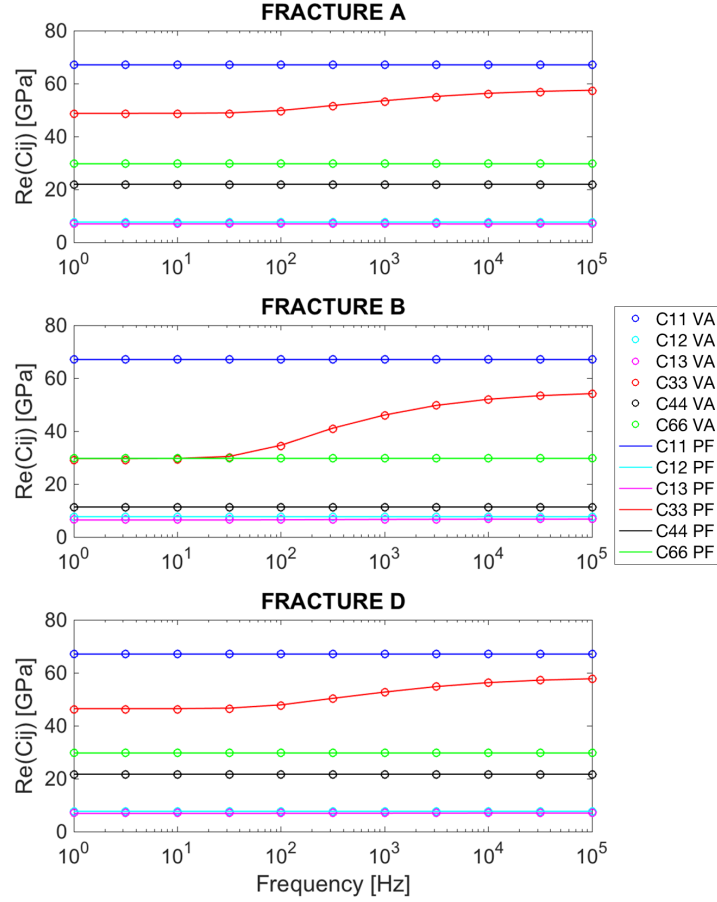 FRACTURE A
80
60
40
20
0
Re(Cij) [GPa]
10^0 10^1 10^2 10^3 10^4 10^5
FRACTURE B
80
60
40
20
0
Re(Cij) [GPa]
10^0 10^1 10^2 10^3 10^4 10^5
C11 VA
C12 VA
C13 VA
C33 VA
C44 VA
C66 VA
C11 PF
C12 PF
C13 PF
C33 PF
C44 PF
C66 PF
FRACTURE D
80
60
40
20
0
Re(Cij) [GPa]
10^0 10^1 10^2 10^3 10^4 10^5
Frequency [Hz]